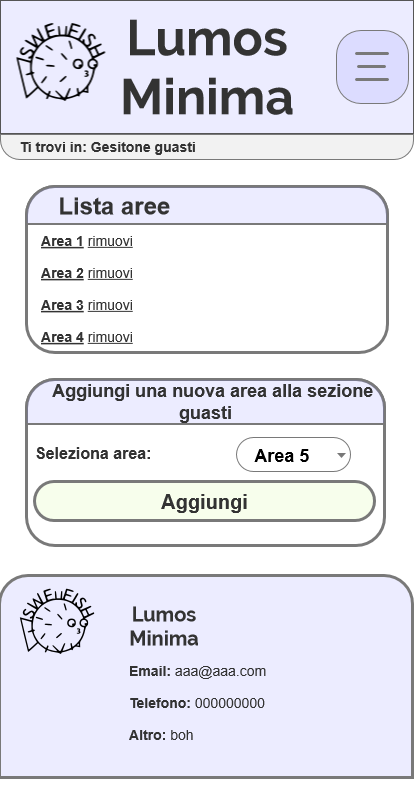 SWEetFISH
Lumos
Minima
Ti trovi in: Gesitone guasti
Lista aree
Area 1 rimuovi
Area 2 rimuovi
Area 3 rimuovi
Area 4 rimuovi
Aggiungi una nuova area alla sezione
guasti
Seleziona area:
Area 5
Aggiungi
Lumos
Minima
Email: aaa@aaa.com
Telefono: 000000000
Altro: boh